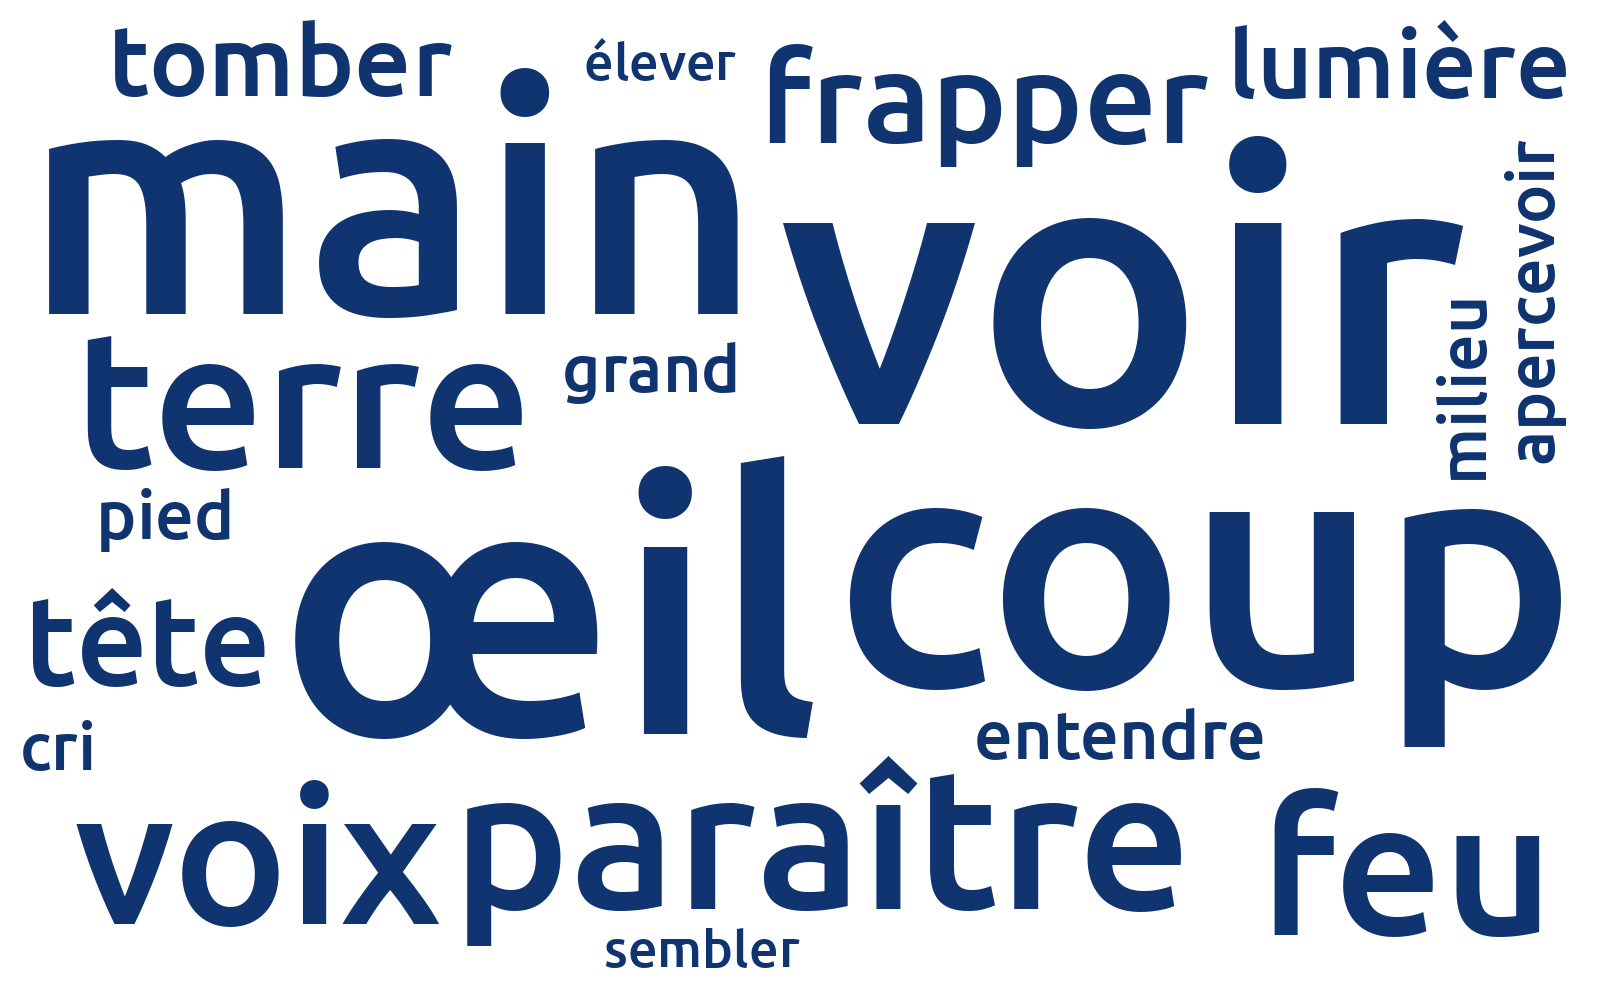 tomber
élever
frapper
lumière
main
voir
apercevoir
milieu
terre
grand
pied
œil
coup
tête
cri
entendre
voix
paraître
feu
sembler